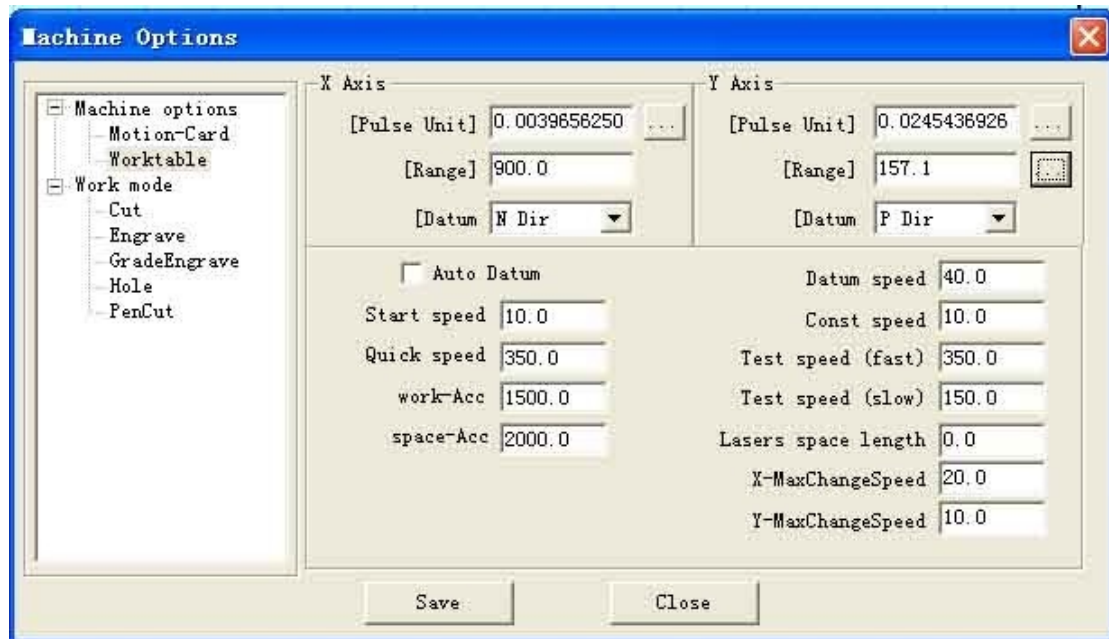 Machine Options
Machine options
Motion-Card
Worktable
Work mode
Cut
Engrave
GradeEngrave
Hole
PenCut
X Axis
[Pulse Unit] 0.0039656250 ...
[Range] 900.0
[Datum N Dir
Y Axis
[Pulse Unit] 0.0245436926 ...
[Range] 157.1 ...
[Datum P Dir
Auto Datum
Start speed 10.0
Quick speed 350.0
work-Acc 1500.0
space-Acc 2000.0
Datum speed 40.0
Const speed 10.0
Test speed (fast) 350.0
Test speed (slow) 150.0
Lasers space length 0.0
X-MaxChangeSpeed 20.0
Y-MaxChangeSpeed 10.0
Save
Close